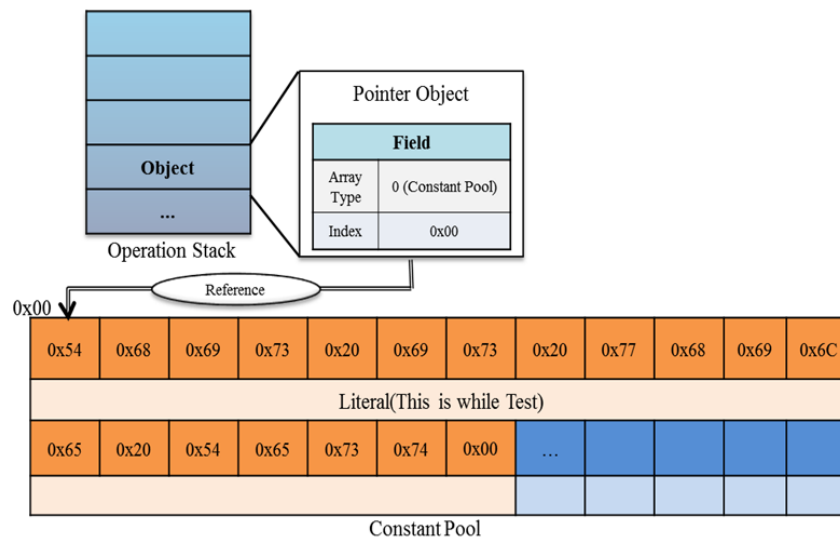 Pointer Object
Field
Array Type
0 (Constant Pool)
Index
0x00
Object
...
Operation Stack
Reference
0x00
0x54 0x68 0x69 0x73 0x20 0x69 0x73 0x20 0x77 0x68 0x69 0x6C
Literal(This is while Test)
0x65 0x20 0x54 0x65 0x73 0x74 0x00 ...
Constant Pool